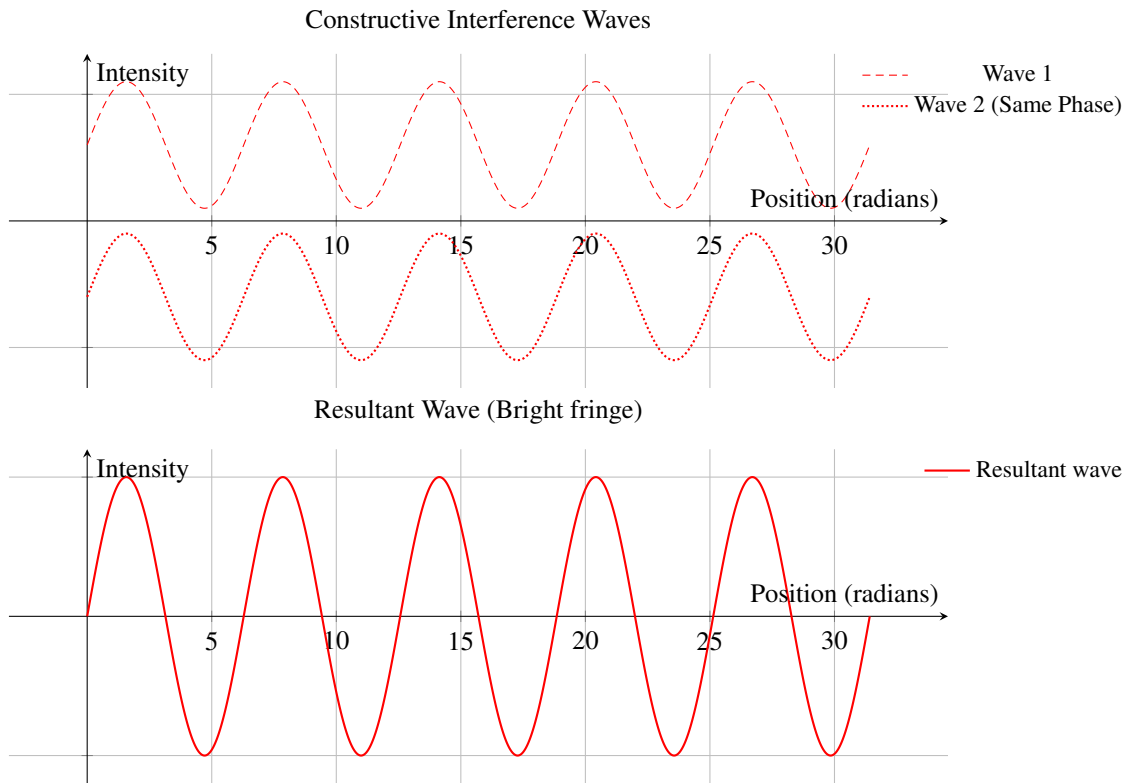 Constructive Interference Waves
Intensity
Wave 1
Wave 2 (Same Phase)
Position (radians)
5 10 15 20 25 30
Resultant Wave (Bright fringe)
Intensity
Resultant wave
Position (radians)
5 10 15 20 25 30